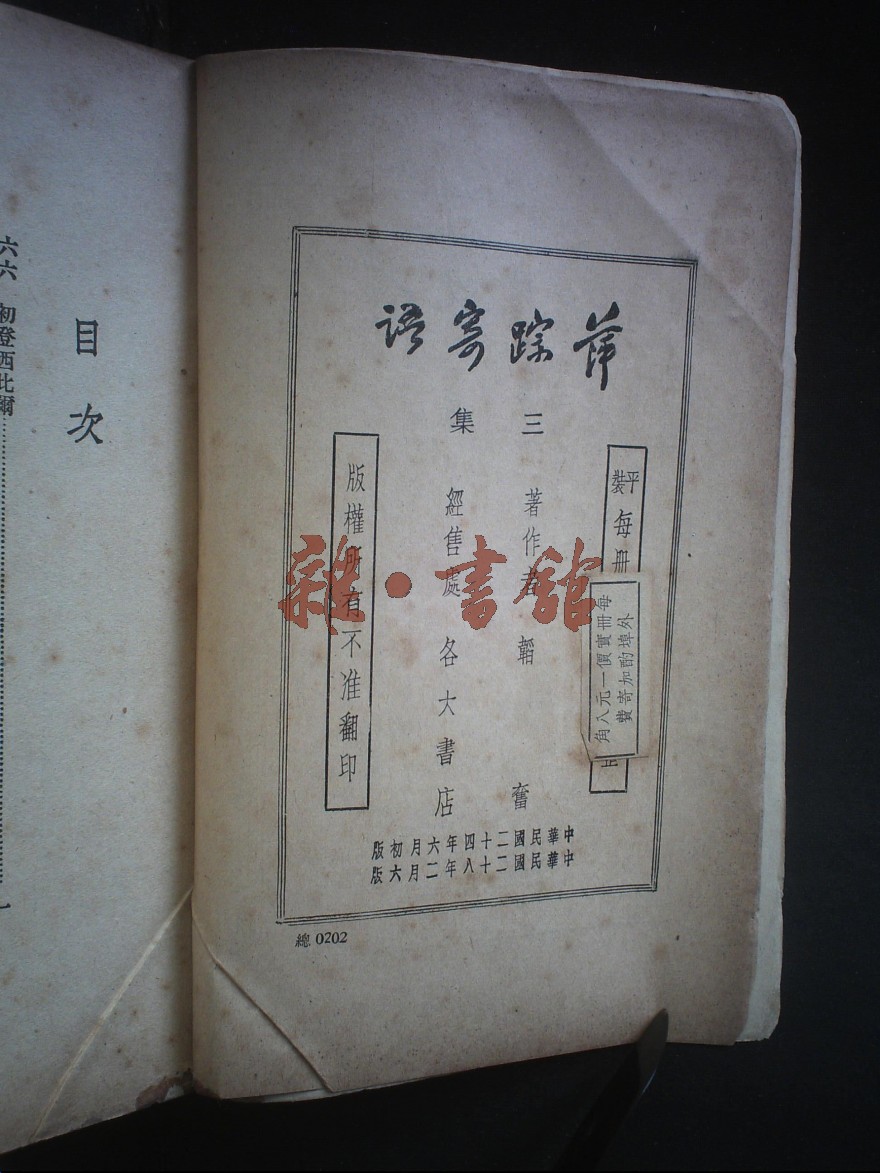 萍踪寄語
三集
平裝每冊
每冊實價一元八角
外埠酌加寄費
著作者 韜奮
經售處 各大書店
版權所有不准翻印
中華民國二十四年六月初版
中華民國二十八年二月六版
總 0202
目次
六六 初登西比爾
雜·書館